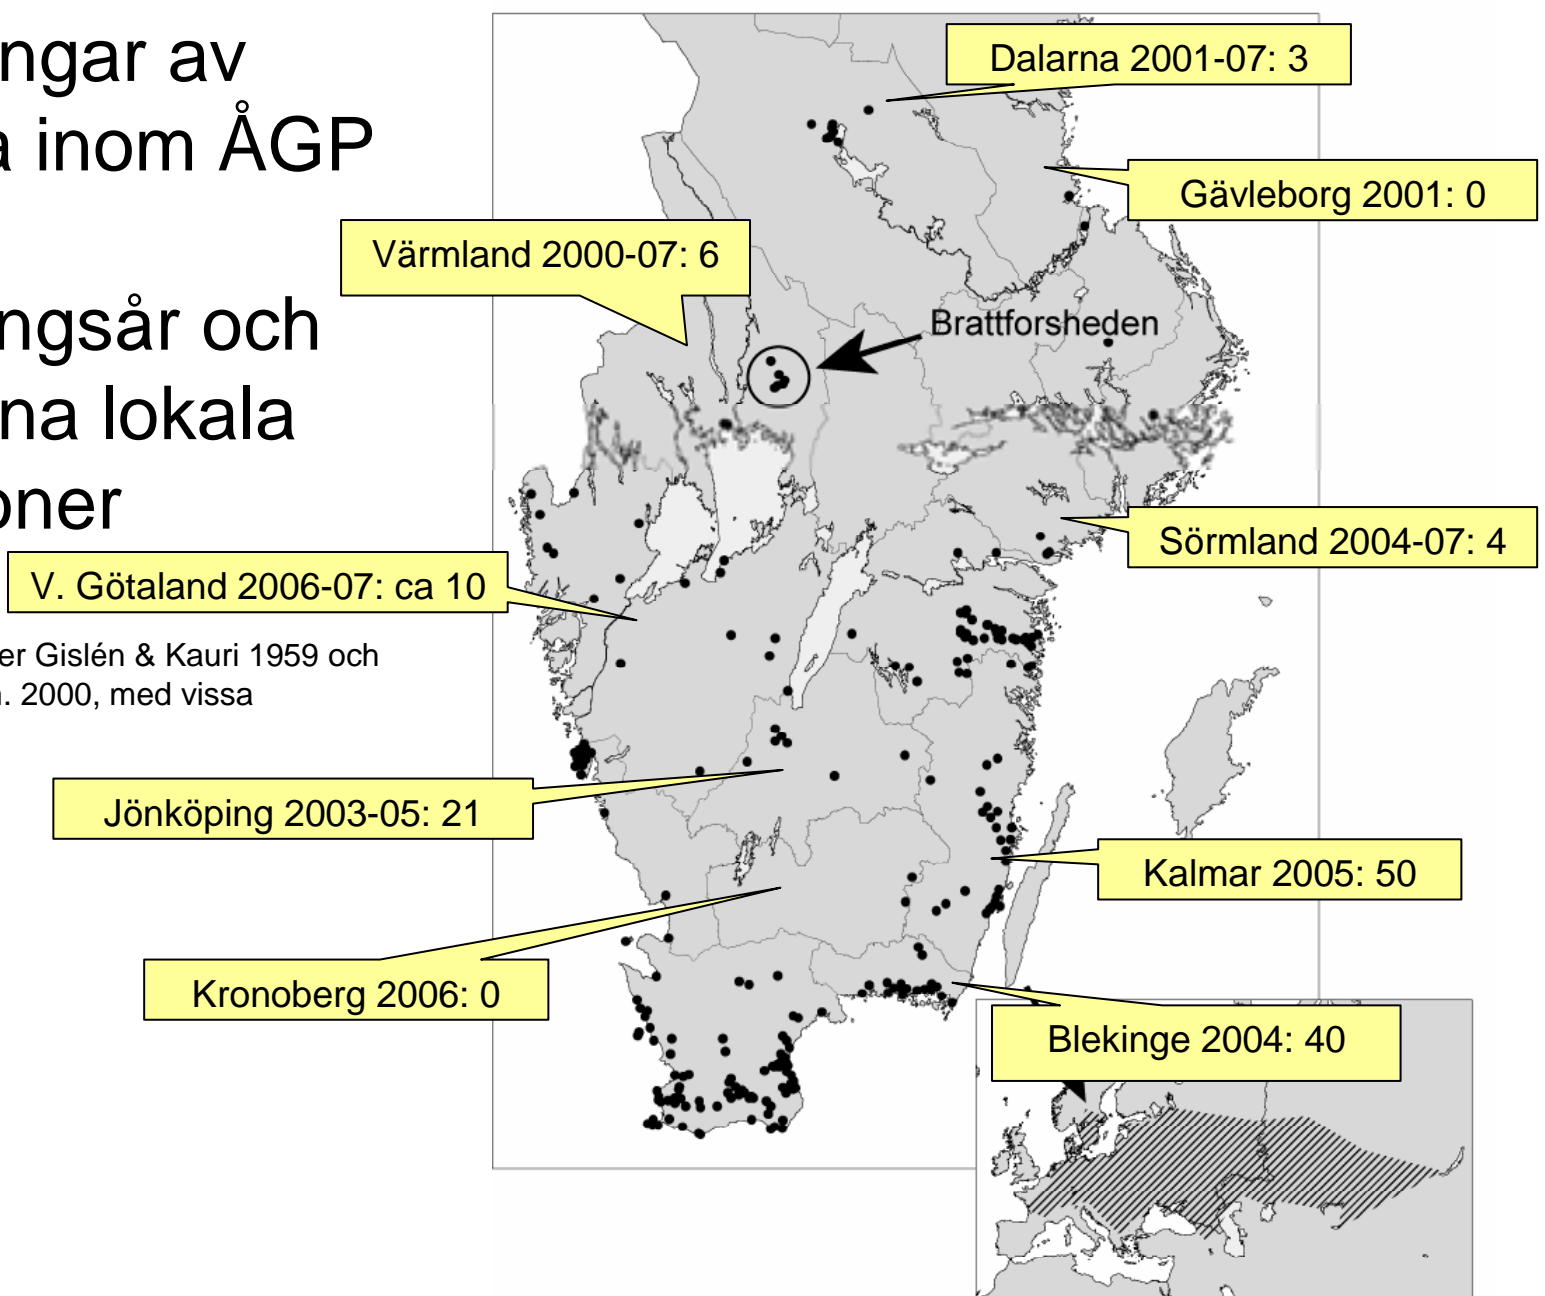 ngar av
a inom ÅGP
ngsår och
na lokala
oner
er Gislén & Kauri 1959 och
. 2000, med vissa
Dalarna 2001-07: 3
Gävleborg 2001: 0
Värmland 2000-07: 6
Brattforsheden
Sörmland 2004-07: 4
V. Götaland 2006-07: ca 10
Jönköping 2003-05: 21
Kalmar 2005: 50
Kronoberg 2006: 0
Blekinge 2004: 40